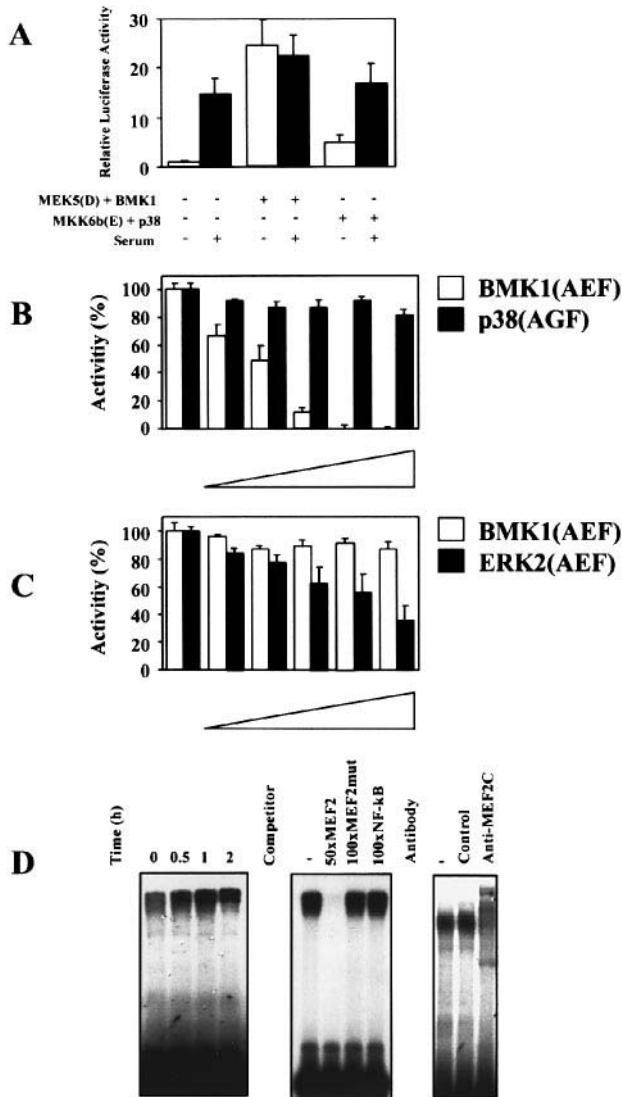 A
Relative Luciferase Activity
30
20
10
0
MEK5(D) + BMK1 - - + + - -
MKK6b(E) + p38 - - - - + +
Serum - + - + - +
B
Activitiy (%)
100
80
60
40
20
0
BMK1(AEF)
p38(AGF)
C
Activitiy (%)
100
80
60
40
20
0
BMK1(AEF)
ERK2(AEF)
D
Time (h)
0 0.5 1 2
Competitor
-
50xMEF2
100xMEF2mut
100xNF-kB
Antibody
-
Control
Anti-MEF2C